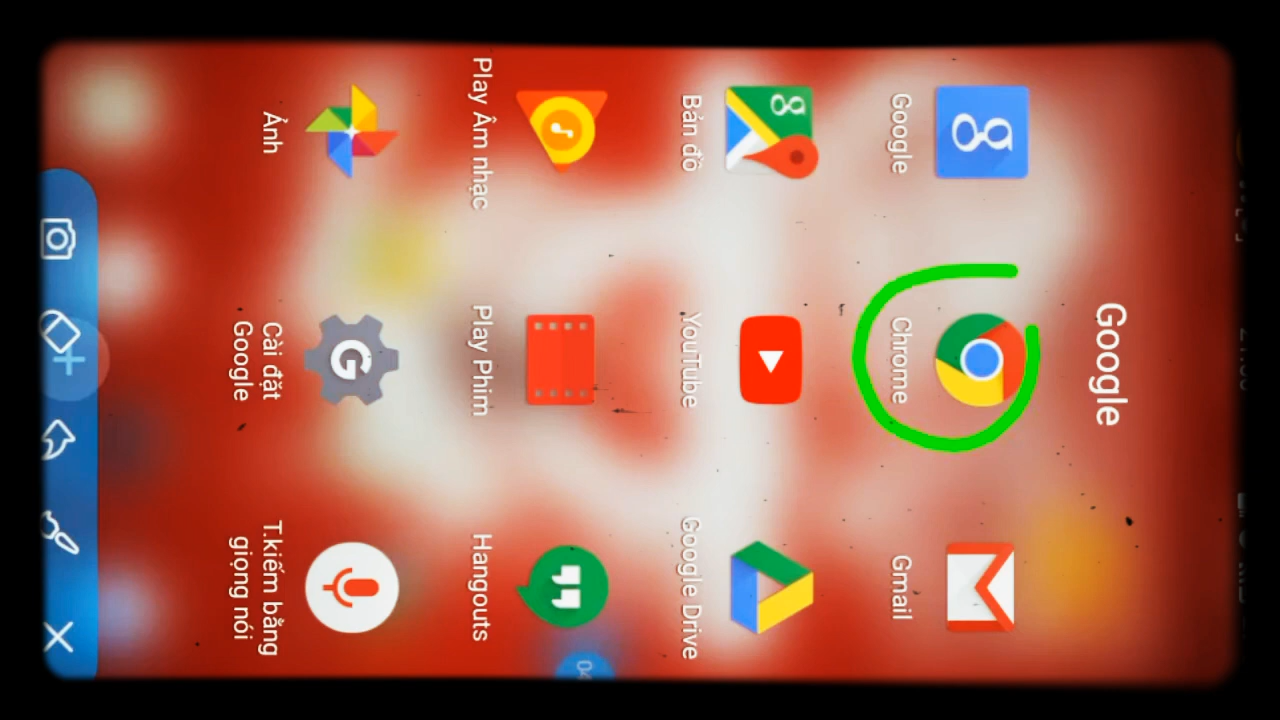 Google
Google
Chrome
Gmail
Bản đồ
YouTube
Google Drive
Play Âm nhạc
Play Phim
Hangouts
Ảnh
Cài đặt
Google
T.kiếm bằng
giọng nói
04